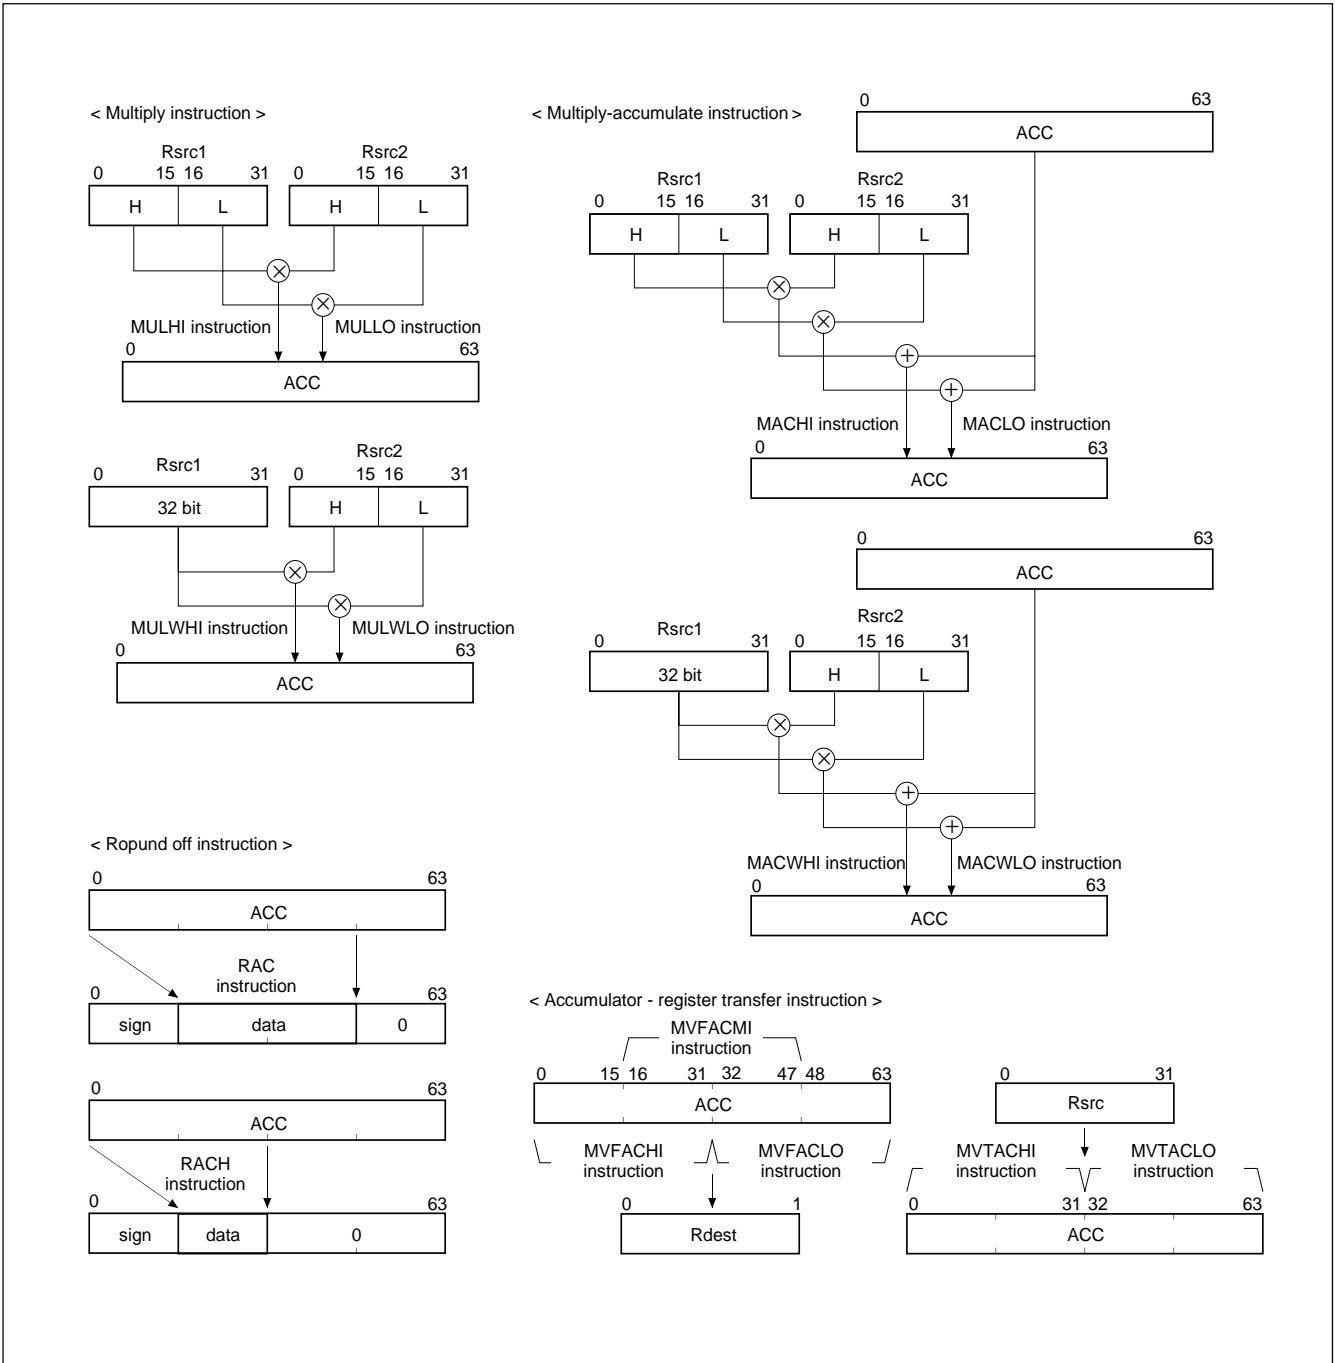 < Multiply instruction >
Rsrc1 Rsrc2
0 15 16 31 0 15 16 31
H L H L
MULHI instruction MULLO instruction
0 63
ACC
Rsrc1 Rsrc2
0 31 0 15 16 31
32 bit H L
MULWHI instruction MULWLO instruction
0 63
ACC
< Multiply-accumulate instruction >
0 63
ACC
Rsrc1 Rsrc2
0 15 16 31 0 15 16 31
H L H L
MACHI instruction MACLO instruction
0 63
ACC
0 63
ACC
Rsrc1 Rsrc2
0 31 0 15 16 31
32 bit H L
MACWHI instruction MACWLO instruction
0 63
ACC
< Ropund off instruction >
0 63
ACC
RAC
instruction
0 63
sign data 0
0 63
ACC
RACH
instruction
0 63
sign data 0
< Accumulator - register transfer instruction >
MVFACMI
instruction
0 15 16 31 32 47 48 63
ACC
MVFACHI MVFACLO
instruction instruction
0 1
Rdest
0 31
Rsrc
MVTACHI MVTACLO
instruction instruction
0 31 32 63
ACC